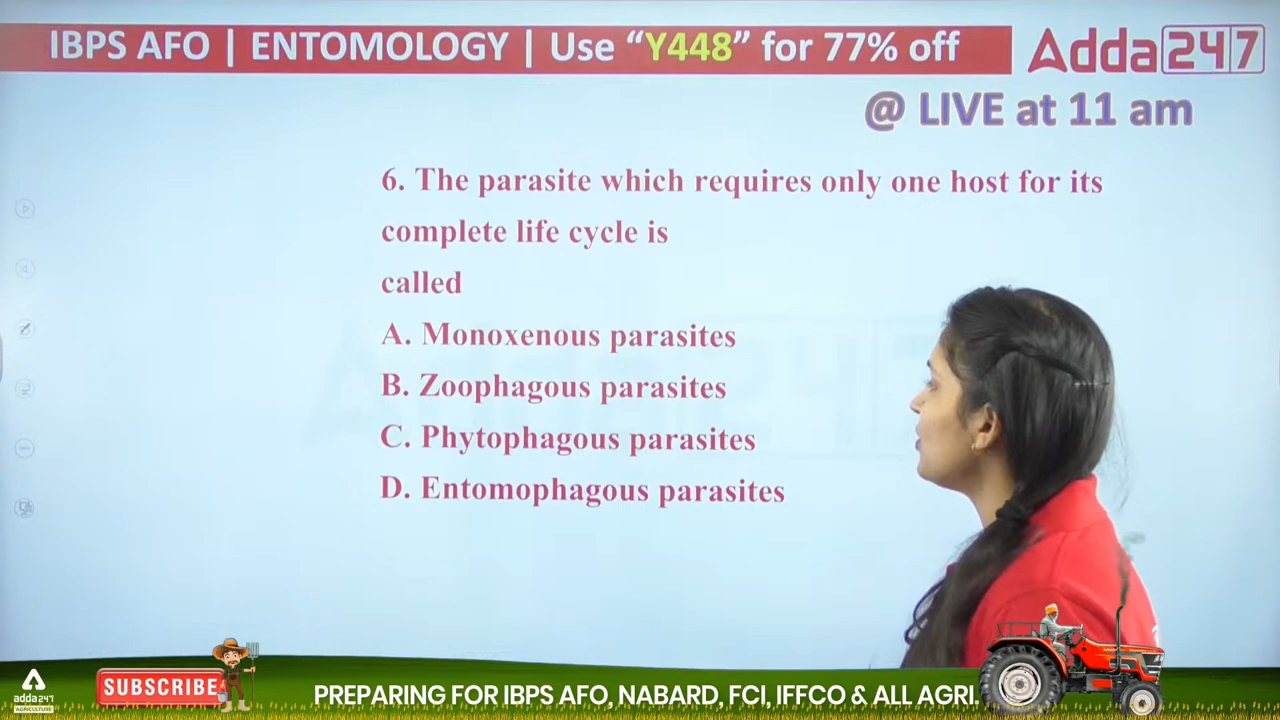 IBPS AFO | ENTOMOLOGY | Use “Y448” for 77% off
Adda247
@ LIVE at 11 am
6. The parasite which requires only one host for its
complete life cycle is
called
A. Monoxenous parasites
B. Zoophagous parasites
C. Phytophagous parasites
D. Entomophagous parasites
adda247
AGRICULTURE
SUBSCRIBE
PREPARING FOR IBPS AFO, NABARD, FCI, IFFCO & ALL AGRI.